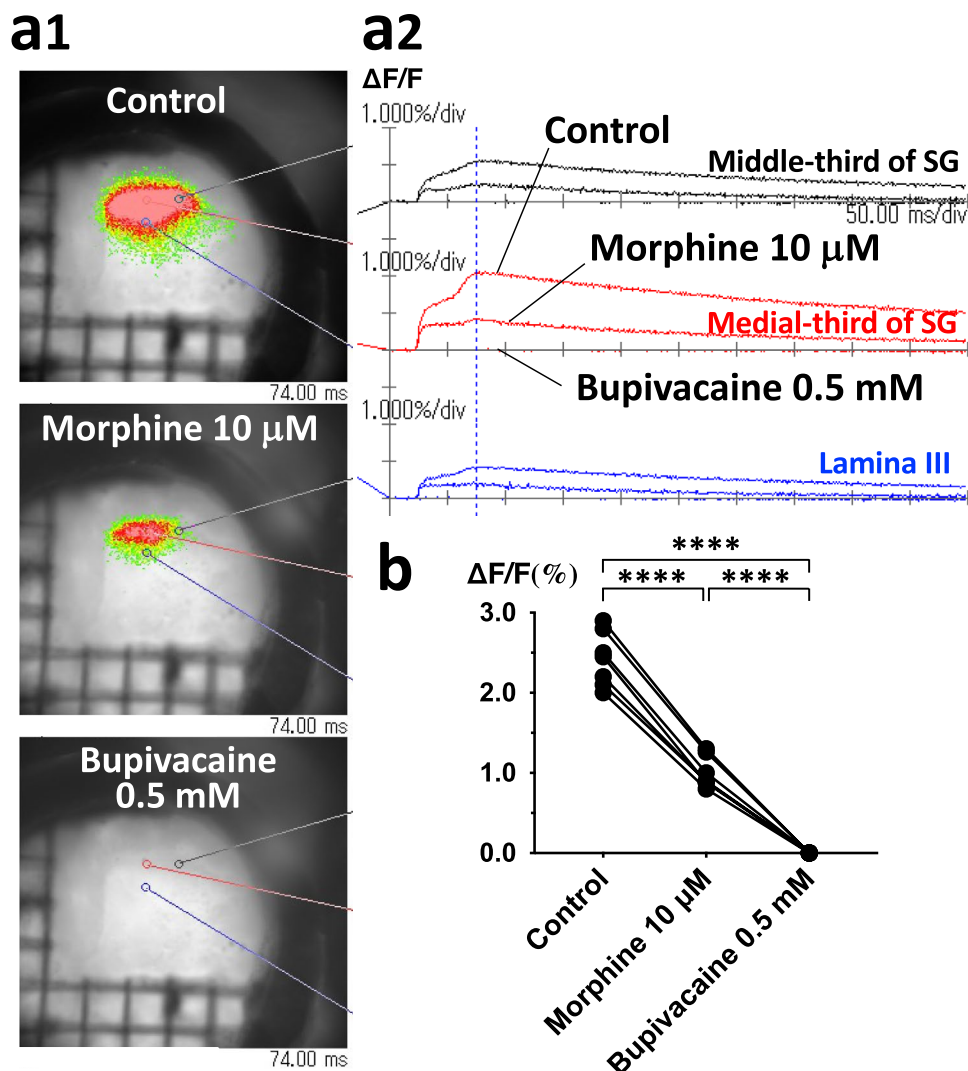 a1
Control
74.00 ms
Morphine 10 μM
74.00 ms
Bupivacaine
0.5 mM
74.00 ms
a2
ΔF/F
1.000%/div
Control
Middle-third of SG
50.00 ms/div
1.000%/div
Morphine 10 μM
Medial-third of SG
Bupivacaine 0.5 mM
1.000%/div
Lamina III
b
ΔF/F(%)
****
**** ****
3.0
2.0
1.0
0.0
Control
Morphine 10 μM
Bupivacaine 0.5 mM